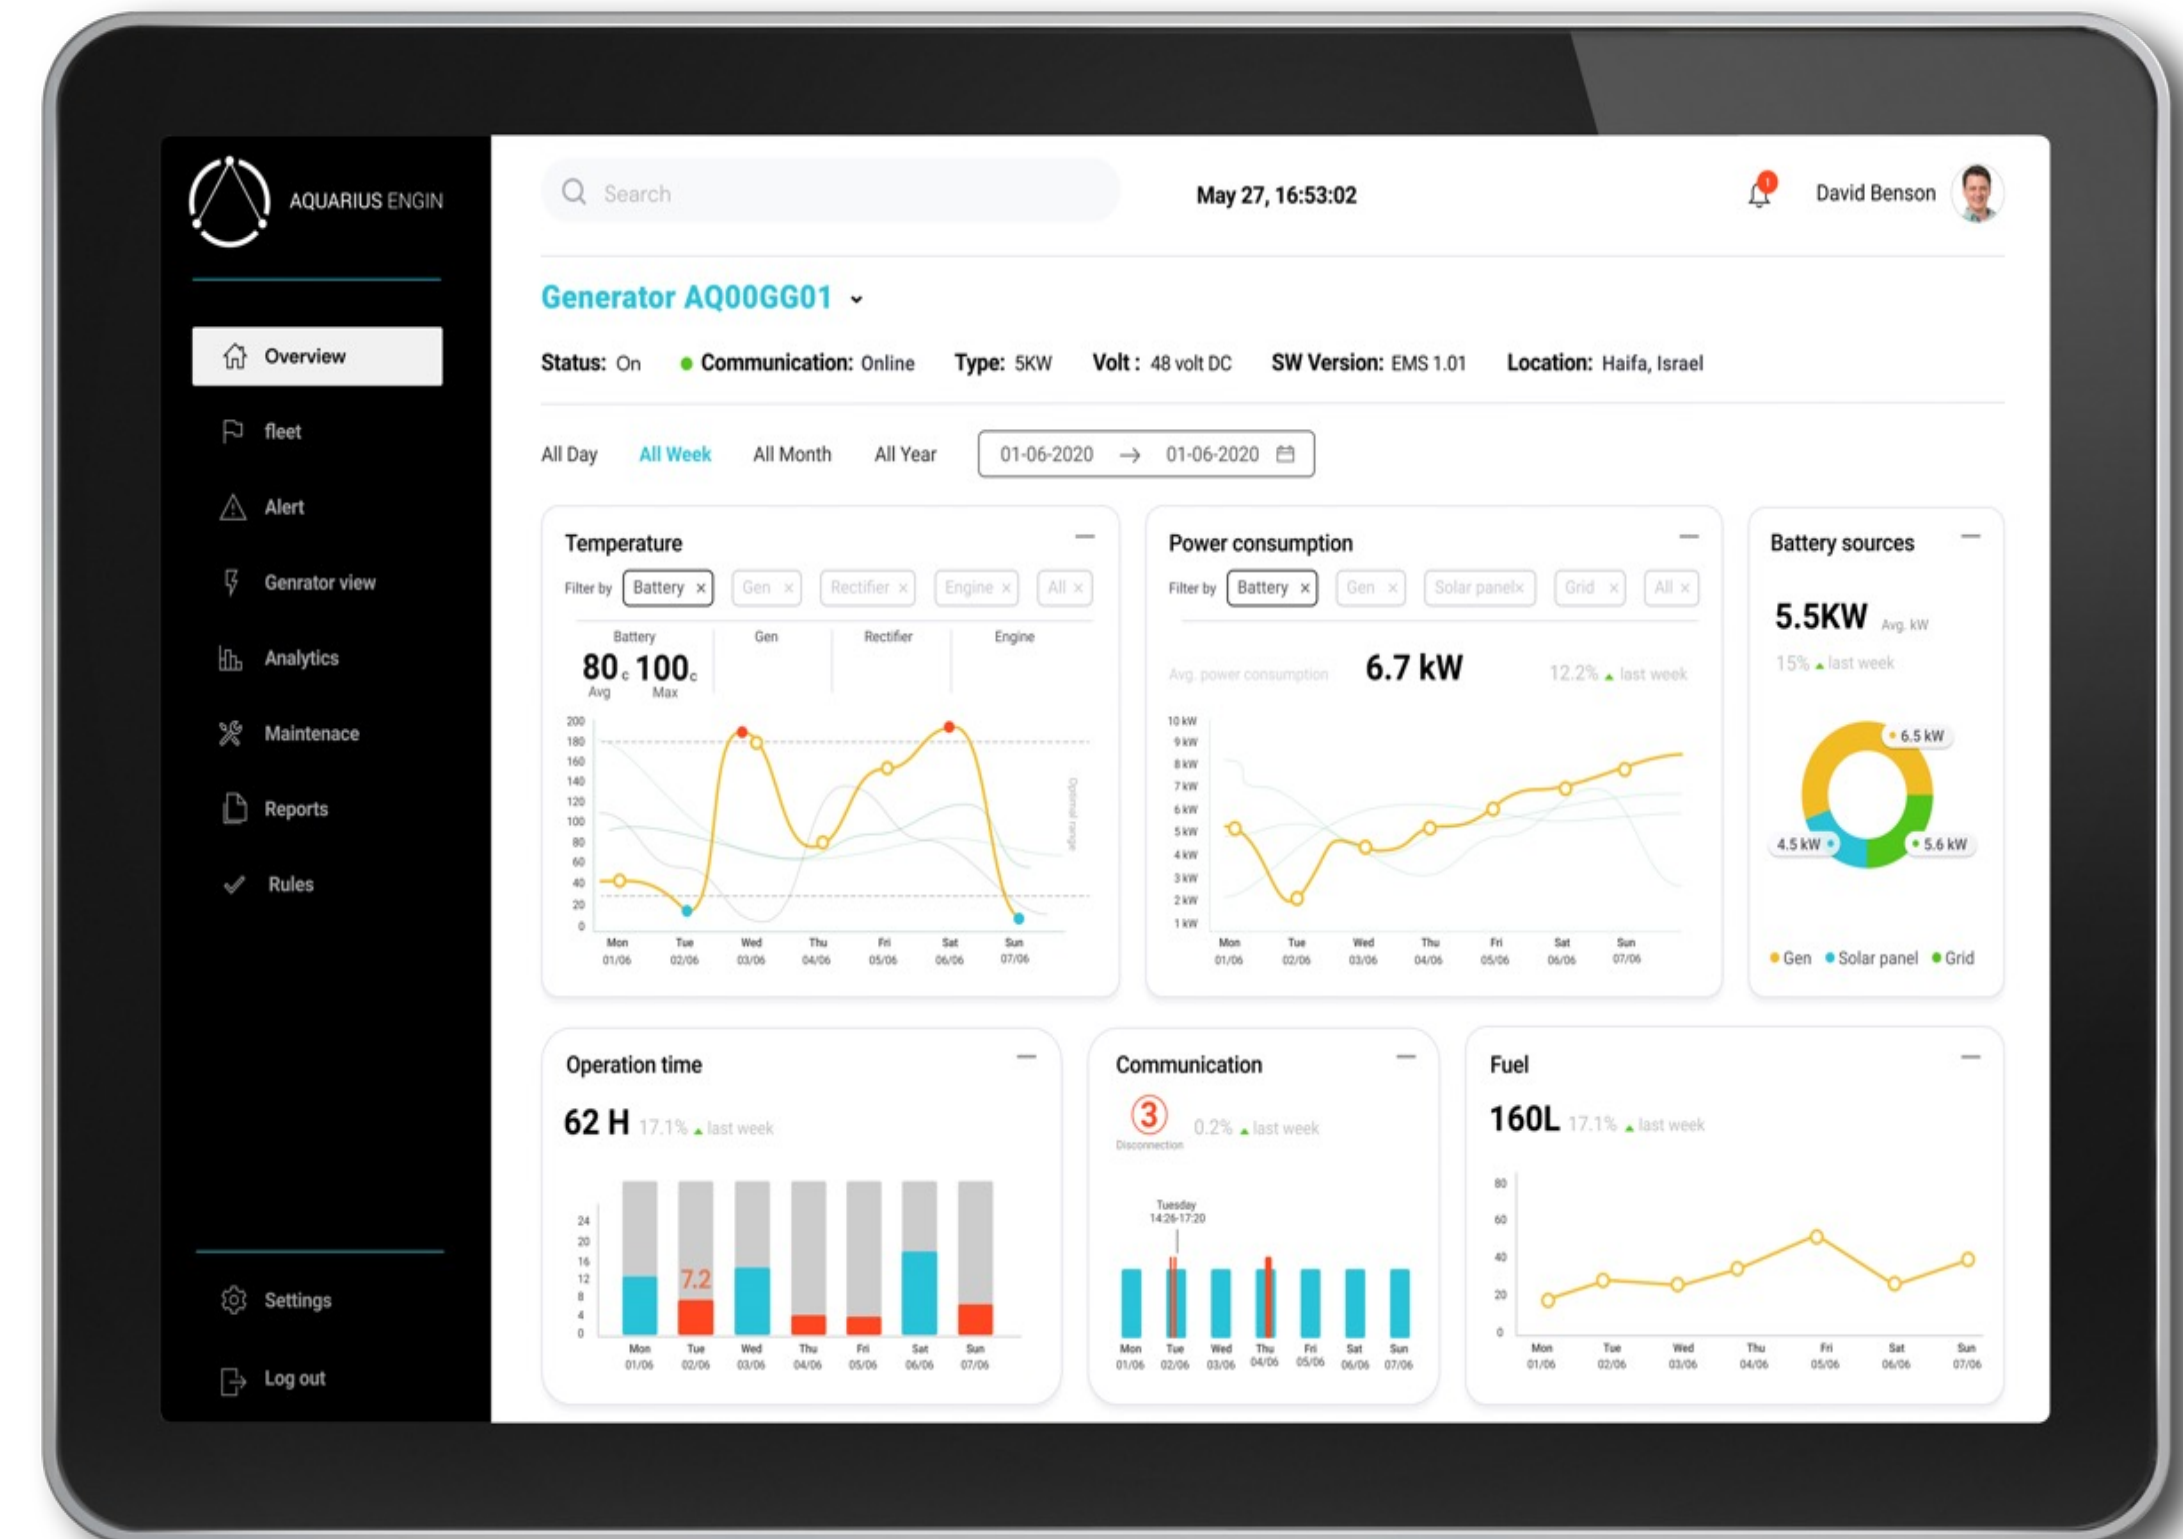 AQUARIUS ENGIN
Overview
fleet
Alert
Genrator view
Analytics
Maintenace
Reports
Rules
Settings
Log out
Search
May 27, 16:53:02
1
David Benson
Generator AQ00GG01
Status: On Communication: Online Type: 5KW Volt : 48 volt DC SW Version: EMS 1.01 Location: Haifa, Israel
All Day All Week All Month All Year 01-06-2020 → 01-06-2020
Temperature
Filter by Battery × Gen × Rectifier × Engine × All ×
Battery Gen Rectifier Engine
80 c 100 c
Avg Max
200
180
160
140
120
100
80
60
40
20
0
Optimal range
Mon Tue Wed Thu Fri Sat Sun
01/06 02/06 03/06 04/06 05/06 06/06 07/06
Power consumption
Filter by Battery × Gen × Solar panel× Grid × All ×
Avg. power consumption 6.7 kW 12.2% last week
10 kW
9 kW
8 kW
7 kW
6 kW
5 kW
4 kW
3 kW
2 kW
1 kW
Mon Tue Wed Thu Fri Sat Sun
01/06 02/06 03/06 04/06 05/06 06/06 07/06
Battery sources
5.5KW Avg. kW
15% last week
6.5 kW
4.5 kW 5.6 kW
Gen Solar panel Grid
Operation time
62 H 17.1% last week
24
20
16
12
8
4
0
7.2
Mon Tue Wed Thu Fri Sat Sun
01/06 02/06 03/06 04/06 05/06 06/06 07/06
Communication
3 0.2% last week
Disconnection
Tuesday
14:26-17:20
Mon Tue Wed Thu Fri Sat Sun
01/06 02/06 03/06 04/06 05/06 06/06 07/06
Fuel
160L 17.1% last week
80
60
40
20
0
Mon Tue Wed Thu Fri Sat Sun
01/06 02/06 03/06 04/06 05/06 06/06 07/06